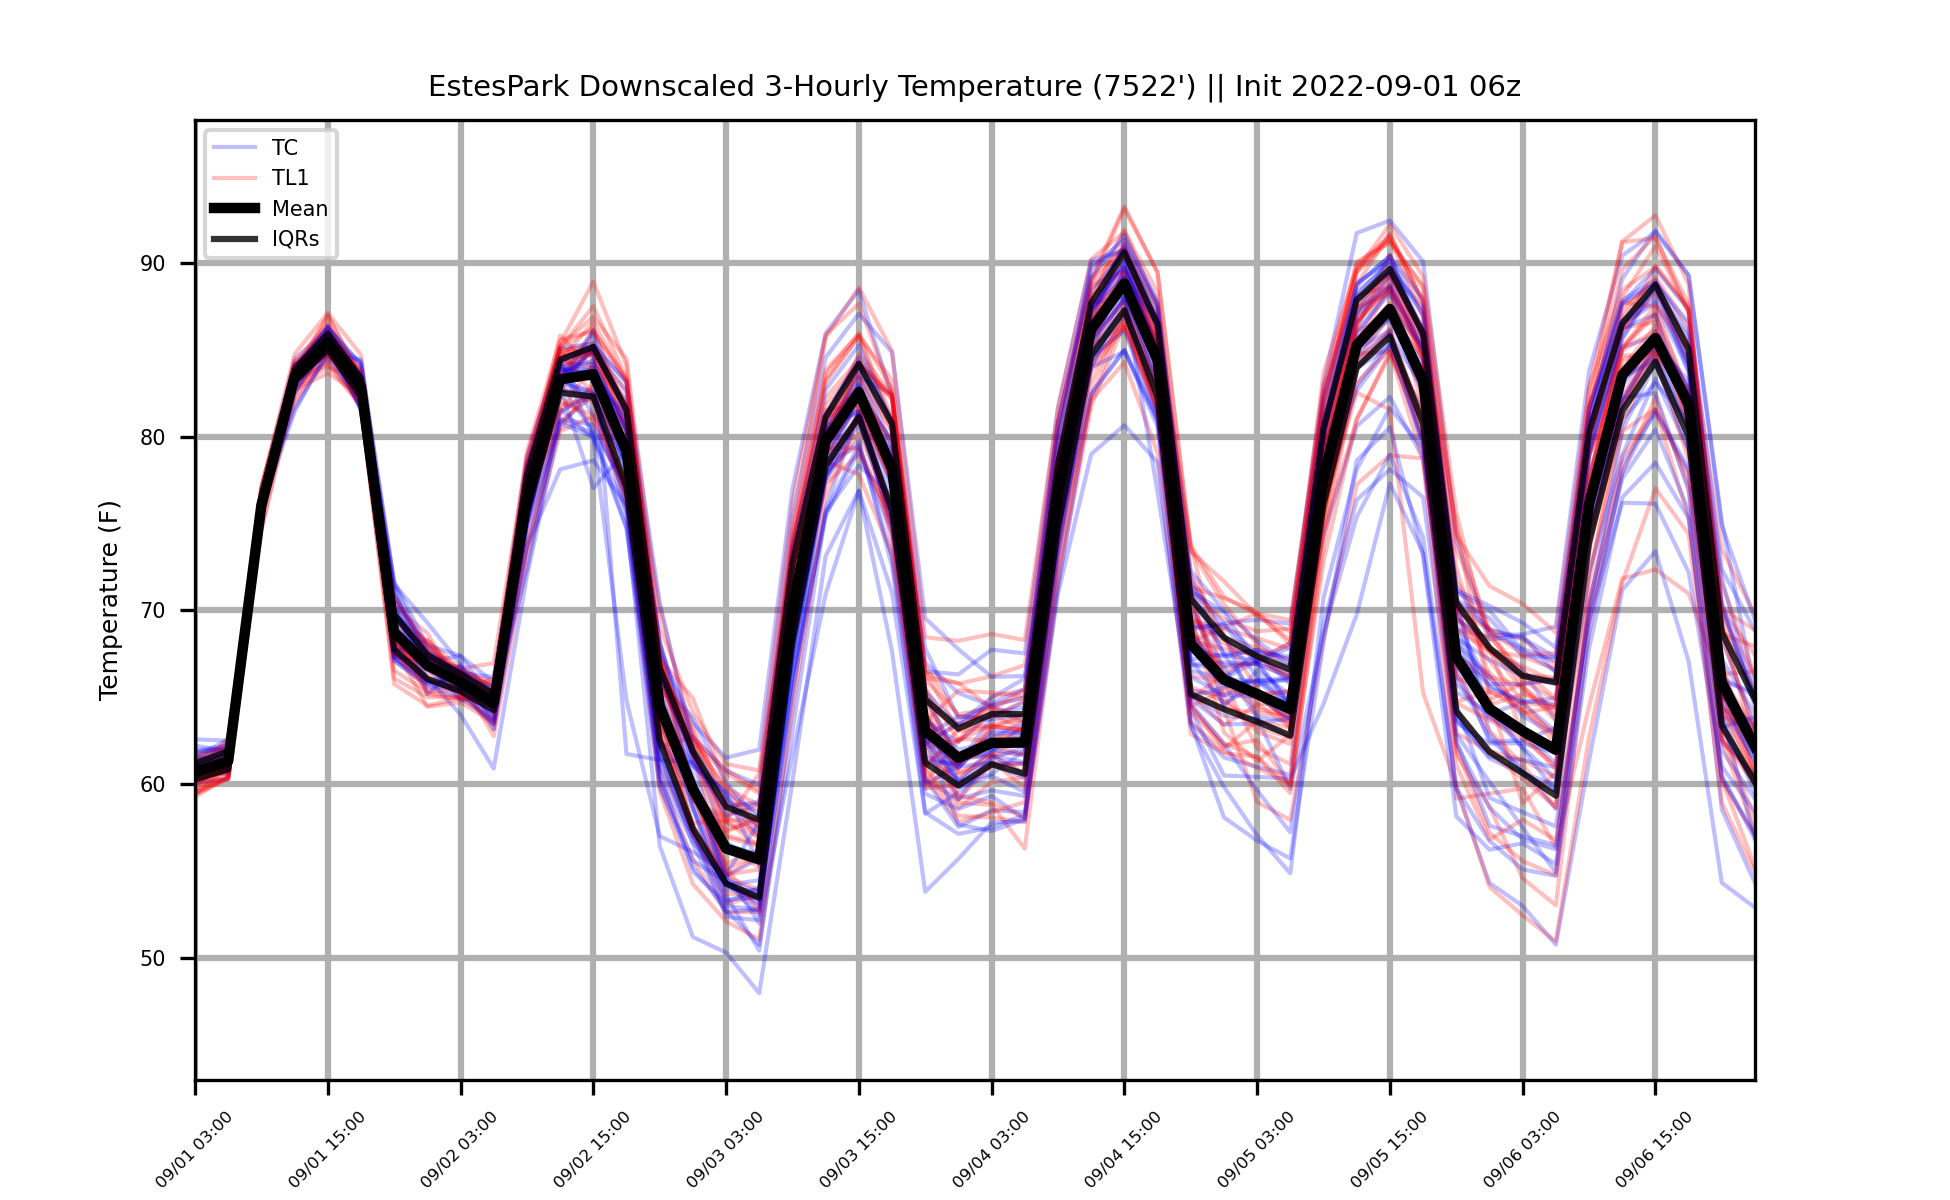 EstesPark Downscaled 3-Hourly Temperature (7522') || Init 2022-09-01 06z
TC
TL1
Mean
IQRs
Temperature (F)
90
80
70
60
50
09/01 03:00
09/01 15:00
09/02 03:00
09/02 15:00
09/03 03:00
09/03 15:00
09/04 03:00
09/04 15:00
09/05 03:00
09/05 15:00
09/06 03:00
09/06 15:00